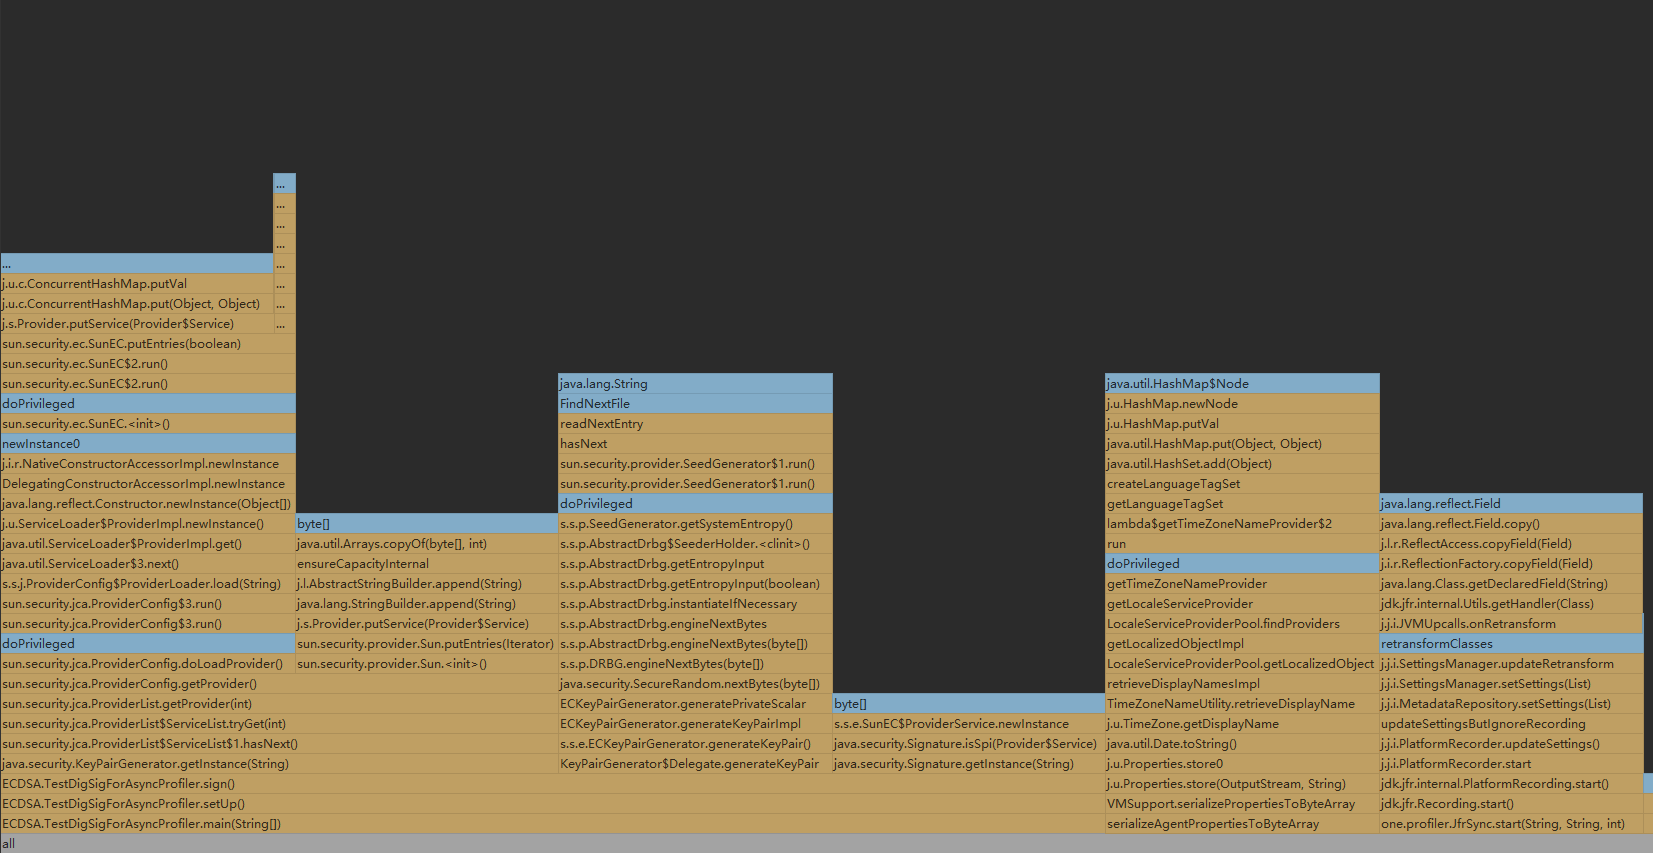 ...
...
...
...
...
...
...
...
...
j.u.c.ConcurrentHashMap.putVal
j.u.c.ConcurrentHashMap.put(Object, Object)
j.s.Provider.putService(Provider$Service)
sun.security.ec.SunEC.putEntries(boolean)
sun.security.ec.SunEC$2.run()
sun.security.ec.SunEC$2.run()
doPrivileged
sun.security.ec.SunEC.<init>()
newInstance0
j.i.r.NativeConstructorAccessorImpl.newInstance
DelegatingConstructorAccessorImpl.newInstance
java.lang.reflect.Constructor.newInstance(Object[])
j.u.ServiceLoader$ProviderImpl.newInstance()
java.util.ServiceLoader$ProviderImpl.get()
java.util.ServiceLoader$3.next()
s.s.j.ProviderConfig$ProviderLoader.load(String)
sun.security.jca.ProviderConfig$3.run()
sun.security.jca.ProviderConfig$3.run()
doPrivileged
sun.security.jca.ProviderConfig.doLoadProvider()
sun.security.jca.ProviderConfig.getProvider()
sun.security.jca.ProviderList.getProvider(int)
sun.security.jca.ProviderList$ServiceList.tryGet(int)
sun.security.jca.ProviderList$ServiceList$1.hasNext()
java.security.KeyPairGenerator.getInstance(String)
ECDSA.TestDigSigForAsyncProfiler.sign()
ECDSA.TestDigSigForAsyncProfiler.setUp()
ECDSA.TestDigSigForAsyncProfiler.main(String[])
all
byte[]
java.util.Arrays.copyOf(byte[], int)
ensureCapacityInternal
j.l.AbstractStringBuilder.append(String)
java.lang.StringBuilder.append(String)
j.s.Provider.putService(Provider$Service)
sun.security.provider.Sun.putEntries(Iterator)
sun.security.provider.Sun.<init>()
java.lang.String
FindNextFile
readNextEntry
hasNext
sun.security.provider.SeedGenerator$1.run()
sun.security.provider.SeedGenerator$1.run()
doPrivileged
s.s.p.SeedGenerator.getSystemEntropy()
s.s.p.AbstractDrbg$SeederHolder.<clinit>()
s.s.p.AbstractDrbg.getEntropyInput
s.s.p.AbstractDrbg.getEntropyInput(boolean)
s.s.p.AbstractDrbg.instantiateIfNecessary
s.s.p.AbstractDrbg.engineNextBytes
s.s.p.AbstractDrbg.engineNextBytes(byte[])
s.s.p.DRBG.engineNextBytes(byte[])
java.security.SecureRandom.nextBytes(byte[])
ECKeyPairGenerator.generatePrivateScalar
ECKeyPairGenerator.generateKeyPairImpl
s.s.e.ECKeyPairGenerator.generateKeyPair()
KeyPairGenerator$Delegate.generateKeyPair
byte[]
s.s.e.SunEC$ProviderService.newInstance
java.security.Signature.isSpi(Provider$Service)
java.security.Signature.getInstance(String)
java.util.HashMap$Node
j.u.HashMap.newNode
j.u.HashMap.putVal
java.util.HashMap.put(Object, Object)
java.util.HashSet.add(Object)
createLanguageTagSet
getLanguageTagSet
lambda$getTimeZoneNameProvider$2
run
doPrivileged
getTimeZoneNameProvider
getLocaleServiceProvider
LocaleServiceProviderPool.findProviders
getLocalizedObjectImpl
LocaleServiceProviderPool.getLocalizedObject
retrieveDisplayNamesImpl
TimeZoneNameUtility.retrieveDisplayName
j.u.TimeZone.getDisplayName
java.util.Date.toString()
j.u.Properties.store0
j.u.Properties.store(OutputStream, String)
VMSupport.serializePropertiesToByteArray
serializeAgentPropertiesToByteArray
java.lang.reflect.Field
java.lang.reflect.Field.copy()
j.l.r.ReflectAccess.copyField(Field)
j.i.r.ReflectionFactory.copyField(Field)
java.lang.Class.getDeclaredField(String)
jdk.jfr.internal.Utils.getHandler(Class)
j.j.i.JVMUpcalls.onRetransform
retransformClasses
j.j.i.SettingsManager.updateRetransform
j.j.i.SettingsManager.setSettings(List)
j.j.i.MetadataRepository.setSettings(List)
updateSettingsButIgnoreRecording
j.j.i.PlatformRecorder.updateSettings()
j.j.i.PlatformRecorder.start
jdk.jfr.internal.PlatformRecording.start()
jdk.jfr.Recording.start()
one.profiler.JfrSync.start(String, String, int)